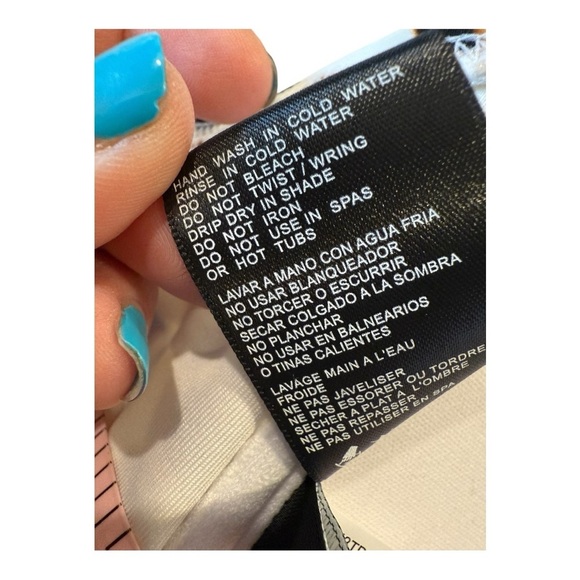 HAND WASH IN COLD WATER
RINSE IN COLD WATER
DO NOT BLEACH
DO NOT TWIST / WRING
DRIP DRY IN SHADE
DO NOT IRON
DO NOT USE IN SPAS
OR HOT TUBS
LAVAR A MANO CON AGUA FRIA
NO USAR BLANQUEADOR
NO TORCER O ESCURRIR
SECAR COLGADO A LA SOMBRA
NO PLANCHAR
NO USAR EN BALNEARIOS
O TINAS CALIENTES
LAVAGE MAIN A L'EAU
FROIDE
NE PAS JAVELISER
NE PAS ESSORER OU TORDRE
SECHER A PLAT A L'OMBRE
NE PAS REPASSER
NE PAS UTILISER EN SPA